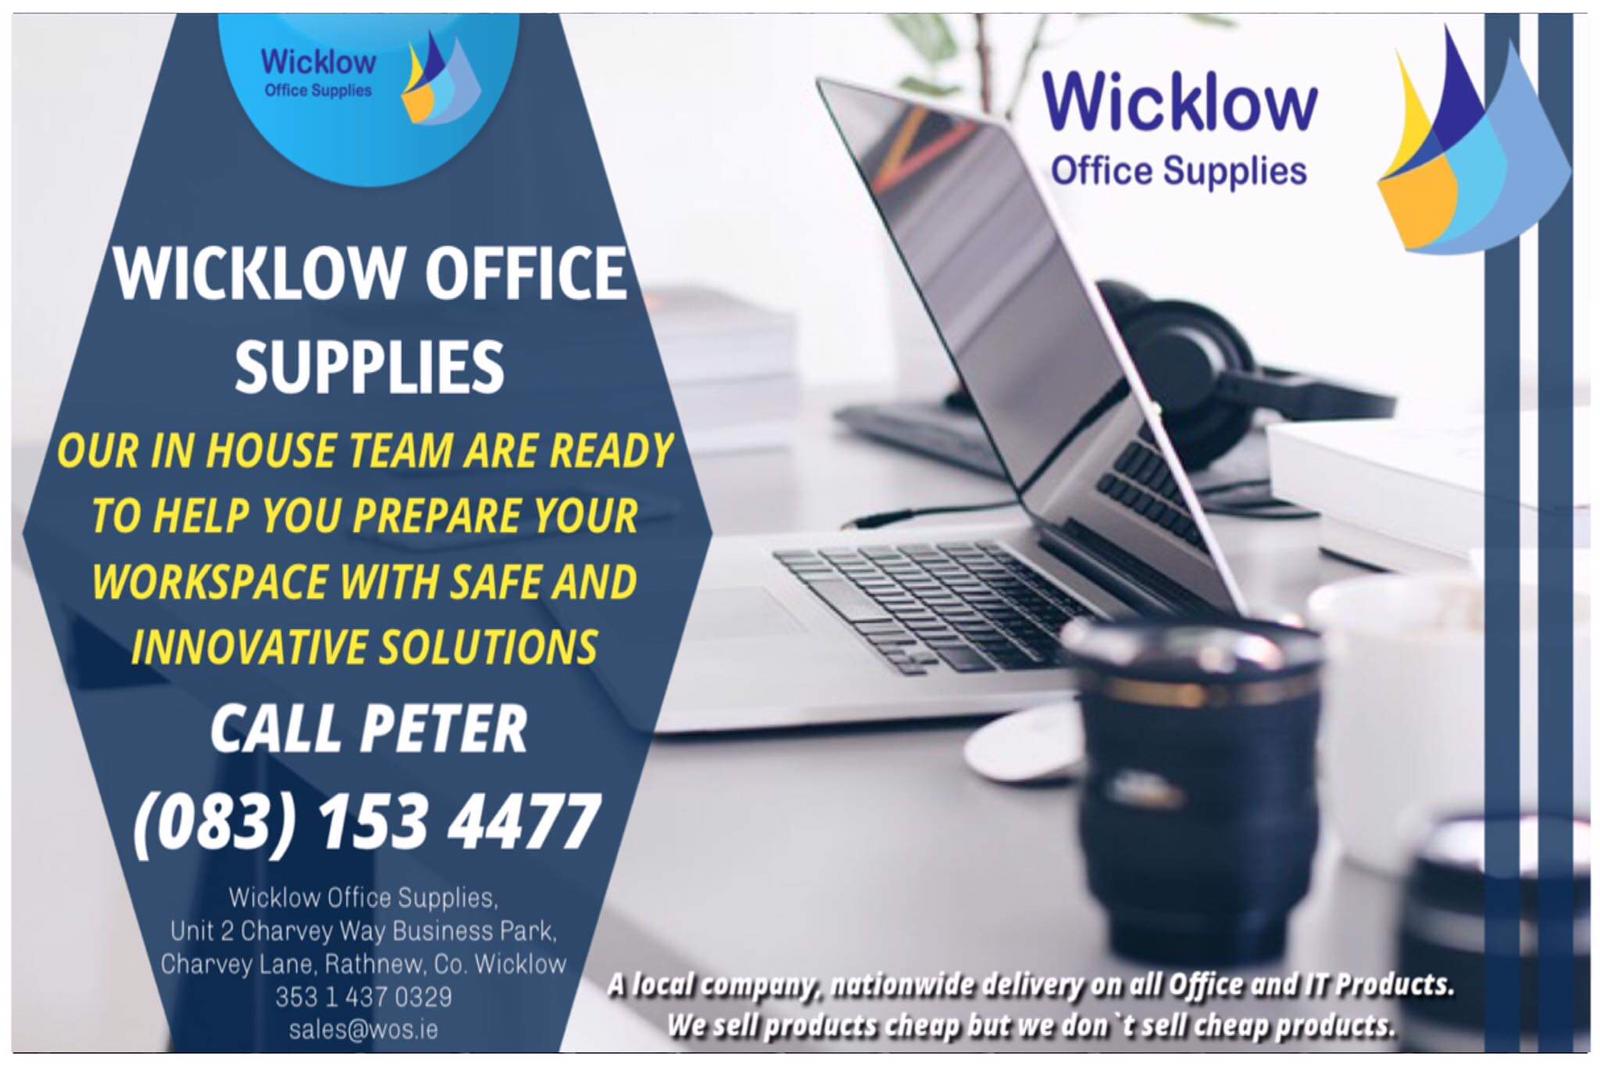 Wicklow
Office Supplies
WICKLOW OFFICE
SUPPLIES
OUR IN HOUSE TEAM ARE READY
TO HELP YOU PREPARE YOUR
WORKSPACE WITH SAFE AND
INNOVATIVE SOLUTIONS
CALL PETER
(083) 153 4477
Wicklow Office Supplies,
Unit 2 Charvey Way Business Park,
Charvey Lane, Rathnew, Co. Wicklow
353 1 437 0329
sales@wos.ie
Wicklow
Office Supplies
A local company, nationwide delivery on all Office and IT Products.
We sell products cheap but we don`t sell cheap products.